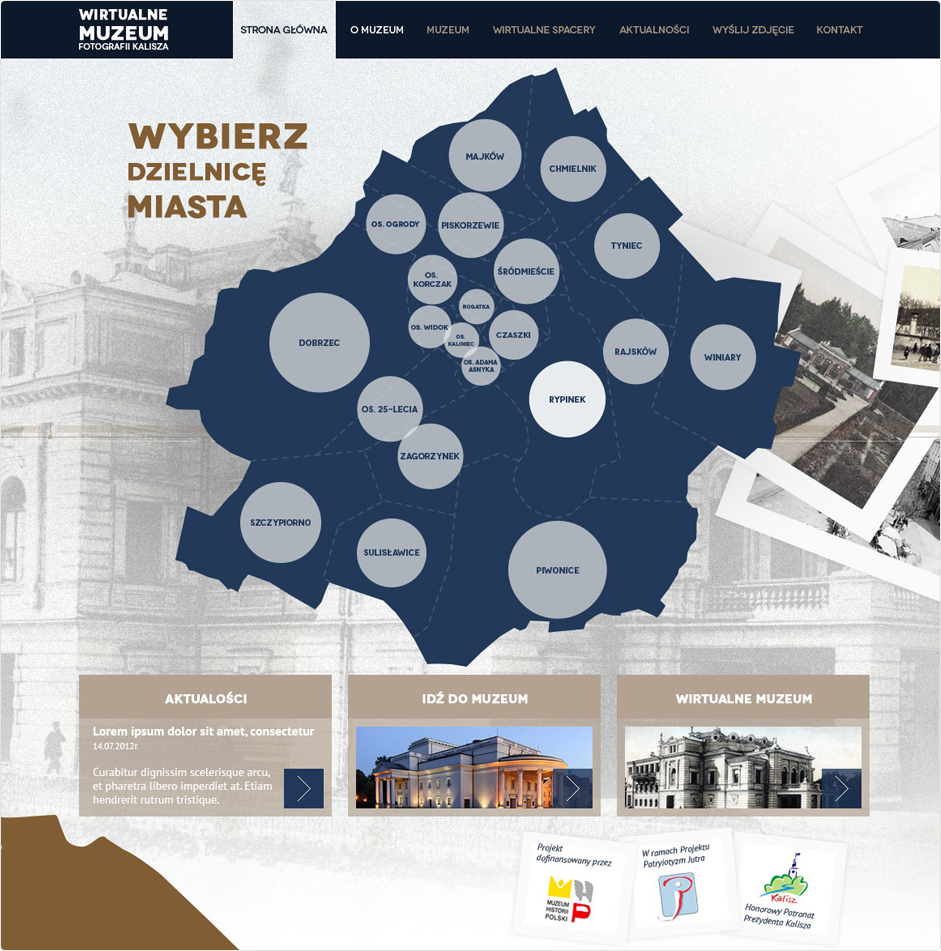 WIRTUALNE
MUZEUM
FOTOGRAFII KALISZA
STRONA GŁÓWNA
O MUZEUM
MUZEUM
WIRTUALNE SPACERY
AKTUALNOŚCI
WYŚLIJ ZDJĘCIE
KONTAKT
WYBIERZ
DZIELNICĘ
MIASTA
MAJKÓW
CHMIELNIK
OS. OGRODY
PISKORZEWIE
TYNIEC
OS.
KORCZAK
ŚRÓDMIEŚCIE
ROGATKA
OS. WIDOK
OS.
KALINIEC
CZASZKI
OS. ADAMA
ASNYKA
DOBRZEC
RAJSKÓW
WINIARY
RYPINEK
OS. 25-LECIA
ZAGORZYNEK
SZCZYPIORNO
SULISŁAWICE
PIWONICE
AKTUALOŚCI
Lorem ipsum dolor sit amet, consectetur
14.07.2012r.
Curabitur dignissim scelerisque arcu,
et pharetra libero imperdiet at. Etiam
hendrerit rutrum tristique.
IDŹ DO MUZEUM
WIRTUALNE MUZEUM
Projekt
dofinansowany przez
MUZEUM
HISTORII
POLSKI
W ramach Projektu
Patryiotyzm Jutra
Kalisz
Honorowy Patronat
Prezydenta Kalisza